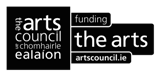 the arts
council
an chomhairle
ealaíon
funding
the arts
artscouncil.ie